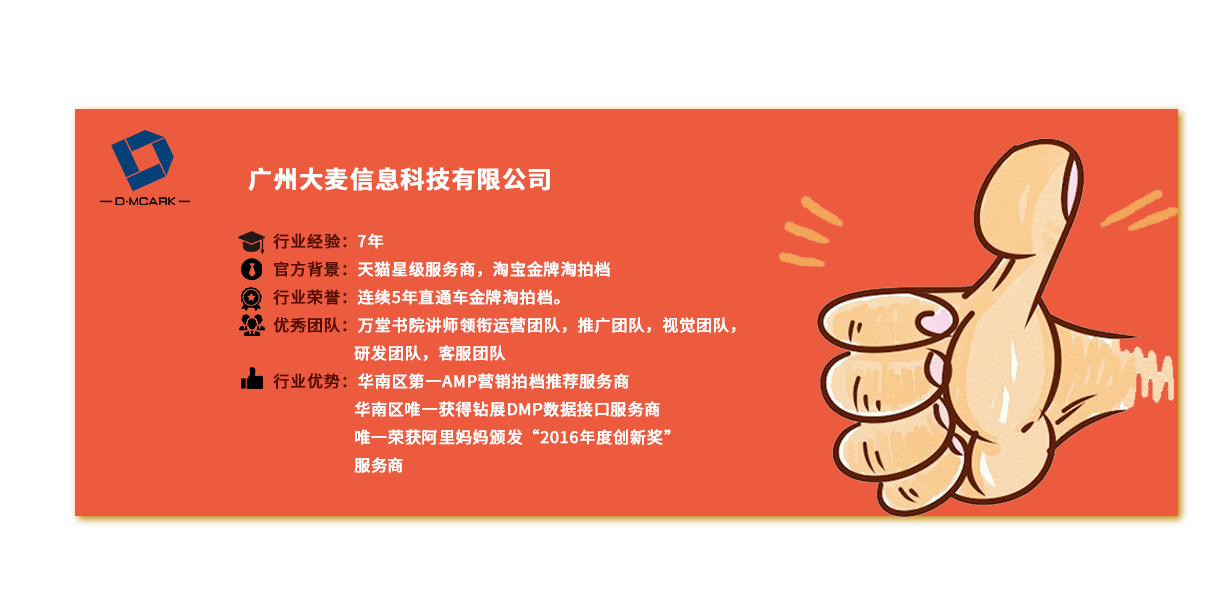 D·MCARK
广州大麦信息科技有限公司
行业经验：7年
官方背景：天猫星级服务商，淘宝金牌淘拍档
行业荣誉：连续5年直通车金牌淘拍档。
优秀团队：万堂书院讲师领衔运营团队，推广团队，视觉团队，
研发团队，客服团队
行业优势：华南区第一AMP营销拍档推荐服务商
华南区唯一获得钻展DMP数据接口服务商
唯一荣获阿里妈妈颁发“2016年度创新奖”
服务商